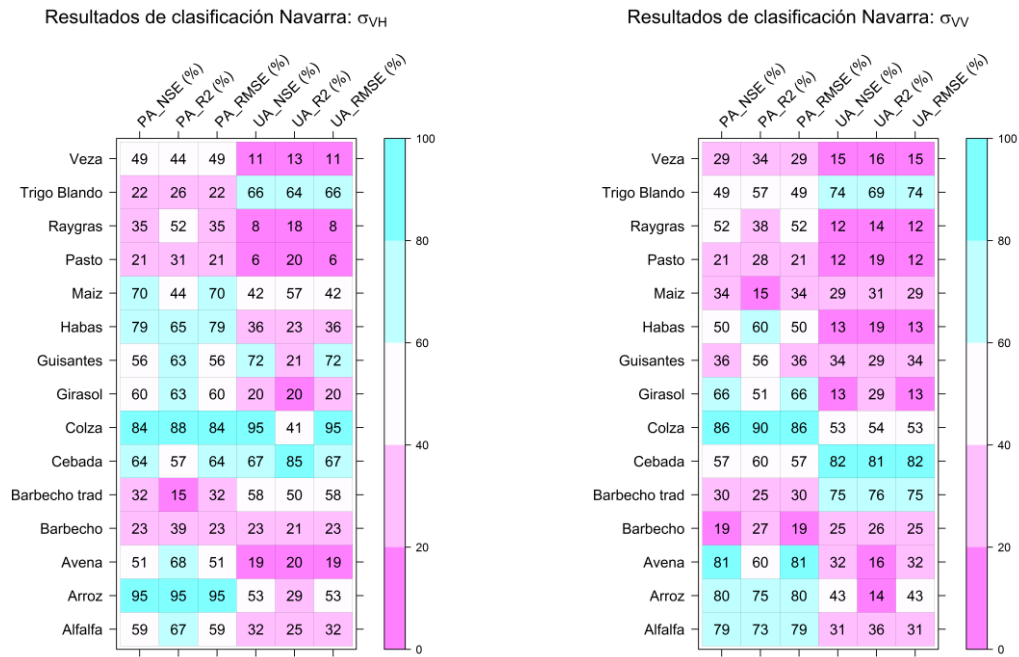 Resultados de clasificación Navarra: σVH
PA_NSE (%) PA_R2 (%) PA_RMSE (%) UA_NSE (%) UA_R2 (%) UA_RMSE (%)
Veza 49 44 49 11 13 11
Trigo Blando 22 26 22 66 64 66
Raygras 35 52 35 8 18 8
Pasto 21 31 21 6 20 6
Maiz 70 44 70 42 57 42
Habas 79 65 79 36 23 36
Guisantes 56 63 56 72 21 72
Girasol 60 63 60 20 20 20
Colza 84 88 84 95 41 95
Cebada 64 57 64 67 85 67
Barbecho trad 32 15 32 58 50 58
Barbecho 23 39 23 23 21 23
Avena 51 68 51 19 20 19
Arroz 95 95 95 53 29 53
Alfalfa 59 67 59 32 25 32
100
80
60
40
20
0
Resultados de clasificación Navarra: σVV
PA_NSE (%) PA_R2 (%) PA_RMSE (%) UA_NSE (%) UA_R2 (%) UA_RMSE (%)
Veza 29 34 29 15 16 15
Trigo Blando 49 57 49 74 69 74
Raygras 52 38 52 12 14 12
Pasto 21 28 21 12 19 12
Maiz 34 15 34 29 31 29
Habas 50 60 50 13 19 13
Guisantes 36 56 36 34 29 34
Girasol 66 51 66 13 29 13
Colza 86 90 86 53 54 53
Cebada 57 60 57 82 81 82
Barbecho trad 30 25 30 75 76 75
Barbecho 19 27 19 25 26 25
Avena 81 60 81 32 16 32
Arroz 80 75 80 43 14 43
Alfalfa 79 73 79 31 36 31
100
80
60
40
20
0